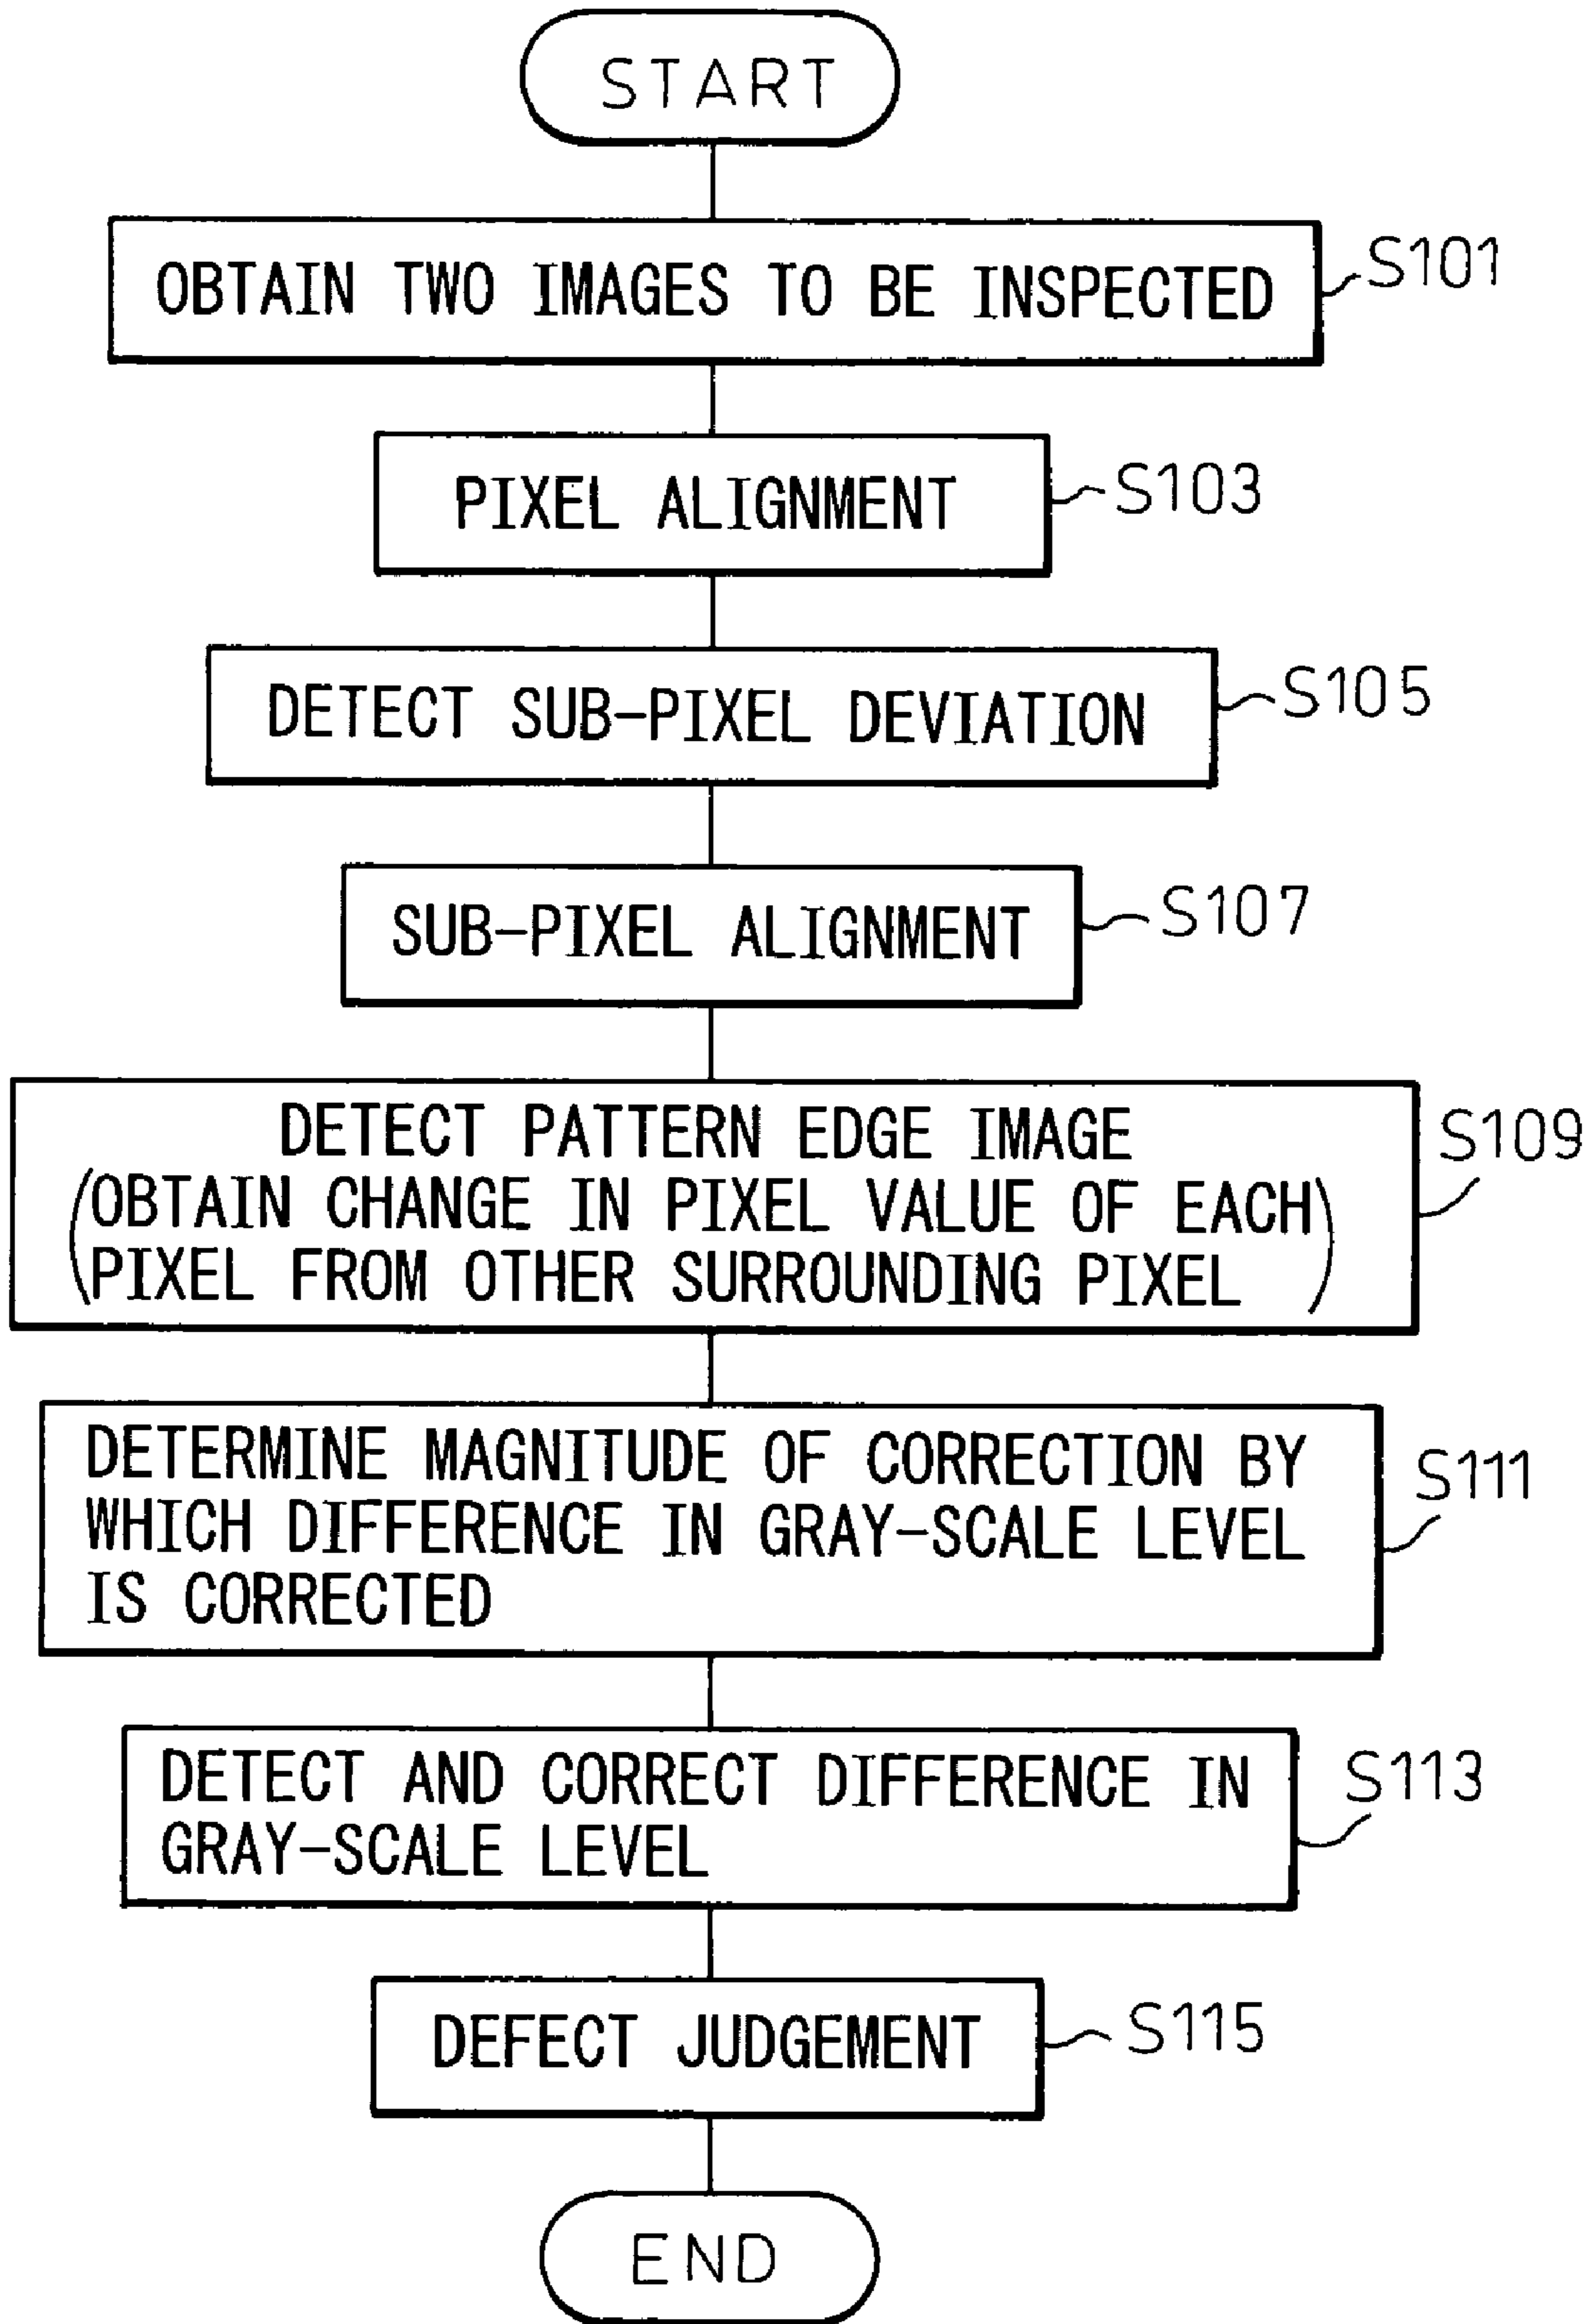 START
OBTAIN TWO IMAGES TO BE INSPECTED
S101
PIXEL ALIGNMENT
S103
DETECT SUB-PIXEL DEVIATION
S105
SUB-PIXEL ALIGNMENT
S107
DETECT PATTERN EDGE IMAGE
(OBTAIN CHANGE IN PIXEL VALUE OF EACH
PIXEL FROM OTHER SURROUNDING PIXEL)
S109
DETERMINE MAGNITUDE OF CORRECTION BY
WHICH DIFFERENCE IN GRAY-SCALE LEVEL
IS CORRECTED
S111
DETECT AND CORRECT DIFFERENCE IN
GRAY-SCALE LEVEL
S113
DEFECT JUDGEMENT
S115
END